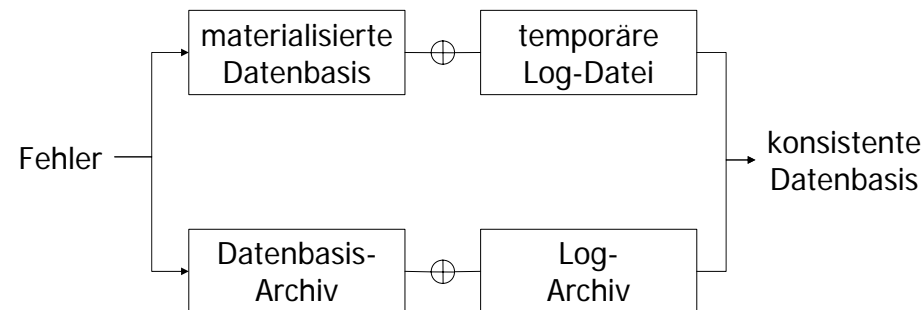 materialisierte
Datenbasis
temporäre
Log-Datei
Fehler
konsistente
Datenbasis
Datenbasis-
Archiv
Log-
Archiv